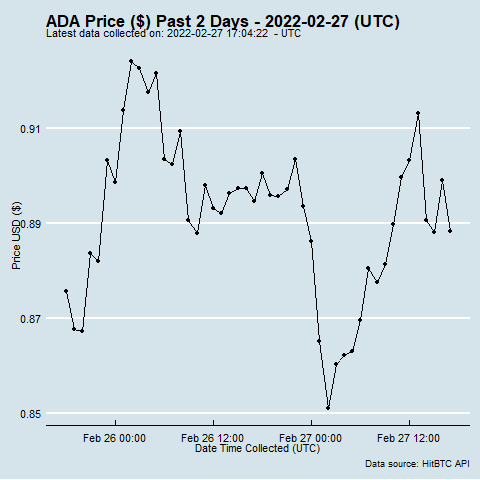 ADA Price ($) Past 2 Days - 2022-02-27 (UTC)
Latest data collected on: 2022-02-27 17:04:22 - UTC
0.91
0.89
0.87
0.85
Price USD ($)
Feb 26 00:00 Feb 26 12:00 Feb 27 00:00 Feb 27 12:00
Date Time Collected (UTC)
Data source: HitBTC API